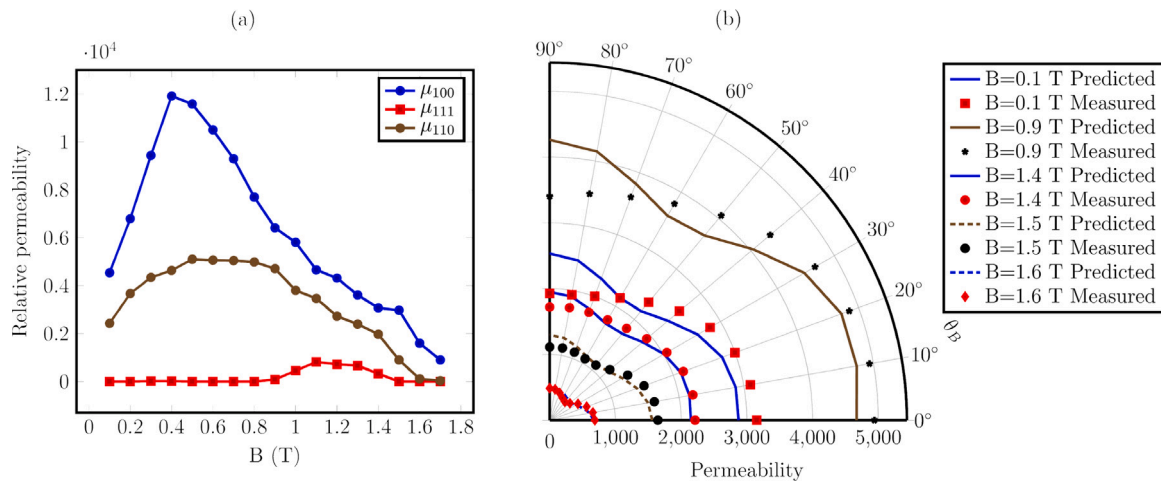 (a)
·10⁴
1.2
1
0.8
0.6
0.4
0.2
0
Relative permeability
0 0.2 0.4 0.6 0.8 1.0 1.2 1.4 1.6 1.8
B (T)
μ₁₀₀
μ₁₁₁
μ₁₁₀
(b)
90°
80°
70°
60°
50°
40°
30°
20°
10°
0°
θ_B
0 1,000 2,000 3,000 4,000 5,000
Permeability
B=0.1 T Predicted
B=0.1 T Measured
B=0.9 T Predicted
B=0.9 T Measured
B=1.4 T Predicted
B=1.4 T Measured
B=1.5 T Predicted
B=1.5 T Measured
B=1.6 T Predicted
B=1.6 T Measured